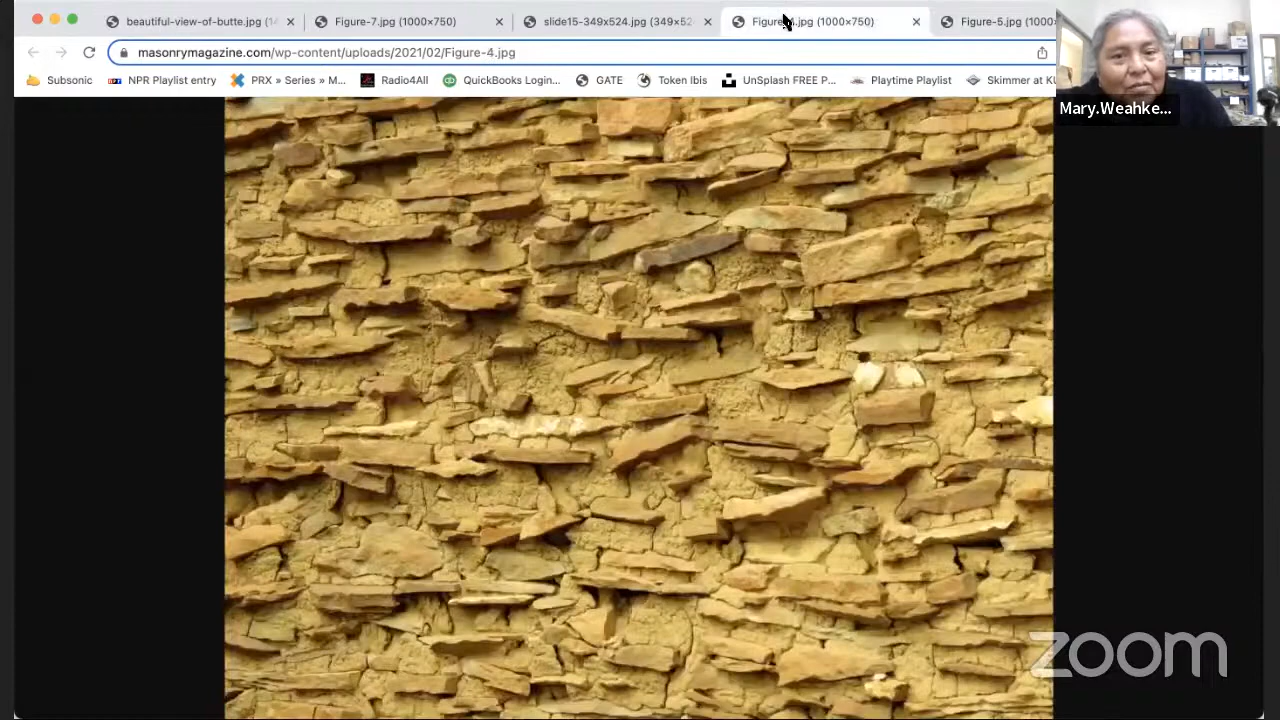 beautiful-view-of-butte.jpg (14
Figure-7.jpg (1000×750)
slide15-349x524.jpg (349×52
.jpg (1000×750)
Figure-5.jpg (1000
masonrymagazine.com/wp-content/uploads/2021/02/Figure-4.jpg
Subsonic
NPR Playlist entry
PRX » Series » M...
Radio4All
QuickBooks Login...
GATE
Token Ibis
UnSplash FREE P...
Playtime Playlist
Skimmer at KU
Mary.Weahke...
zoom